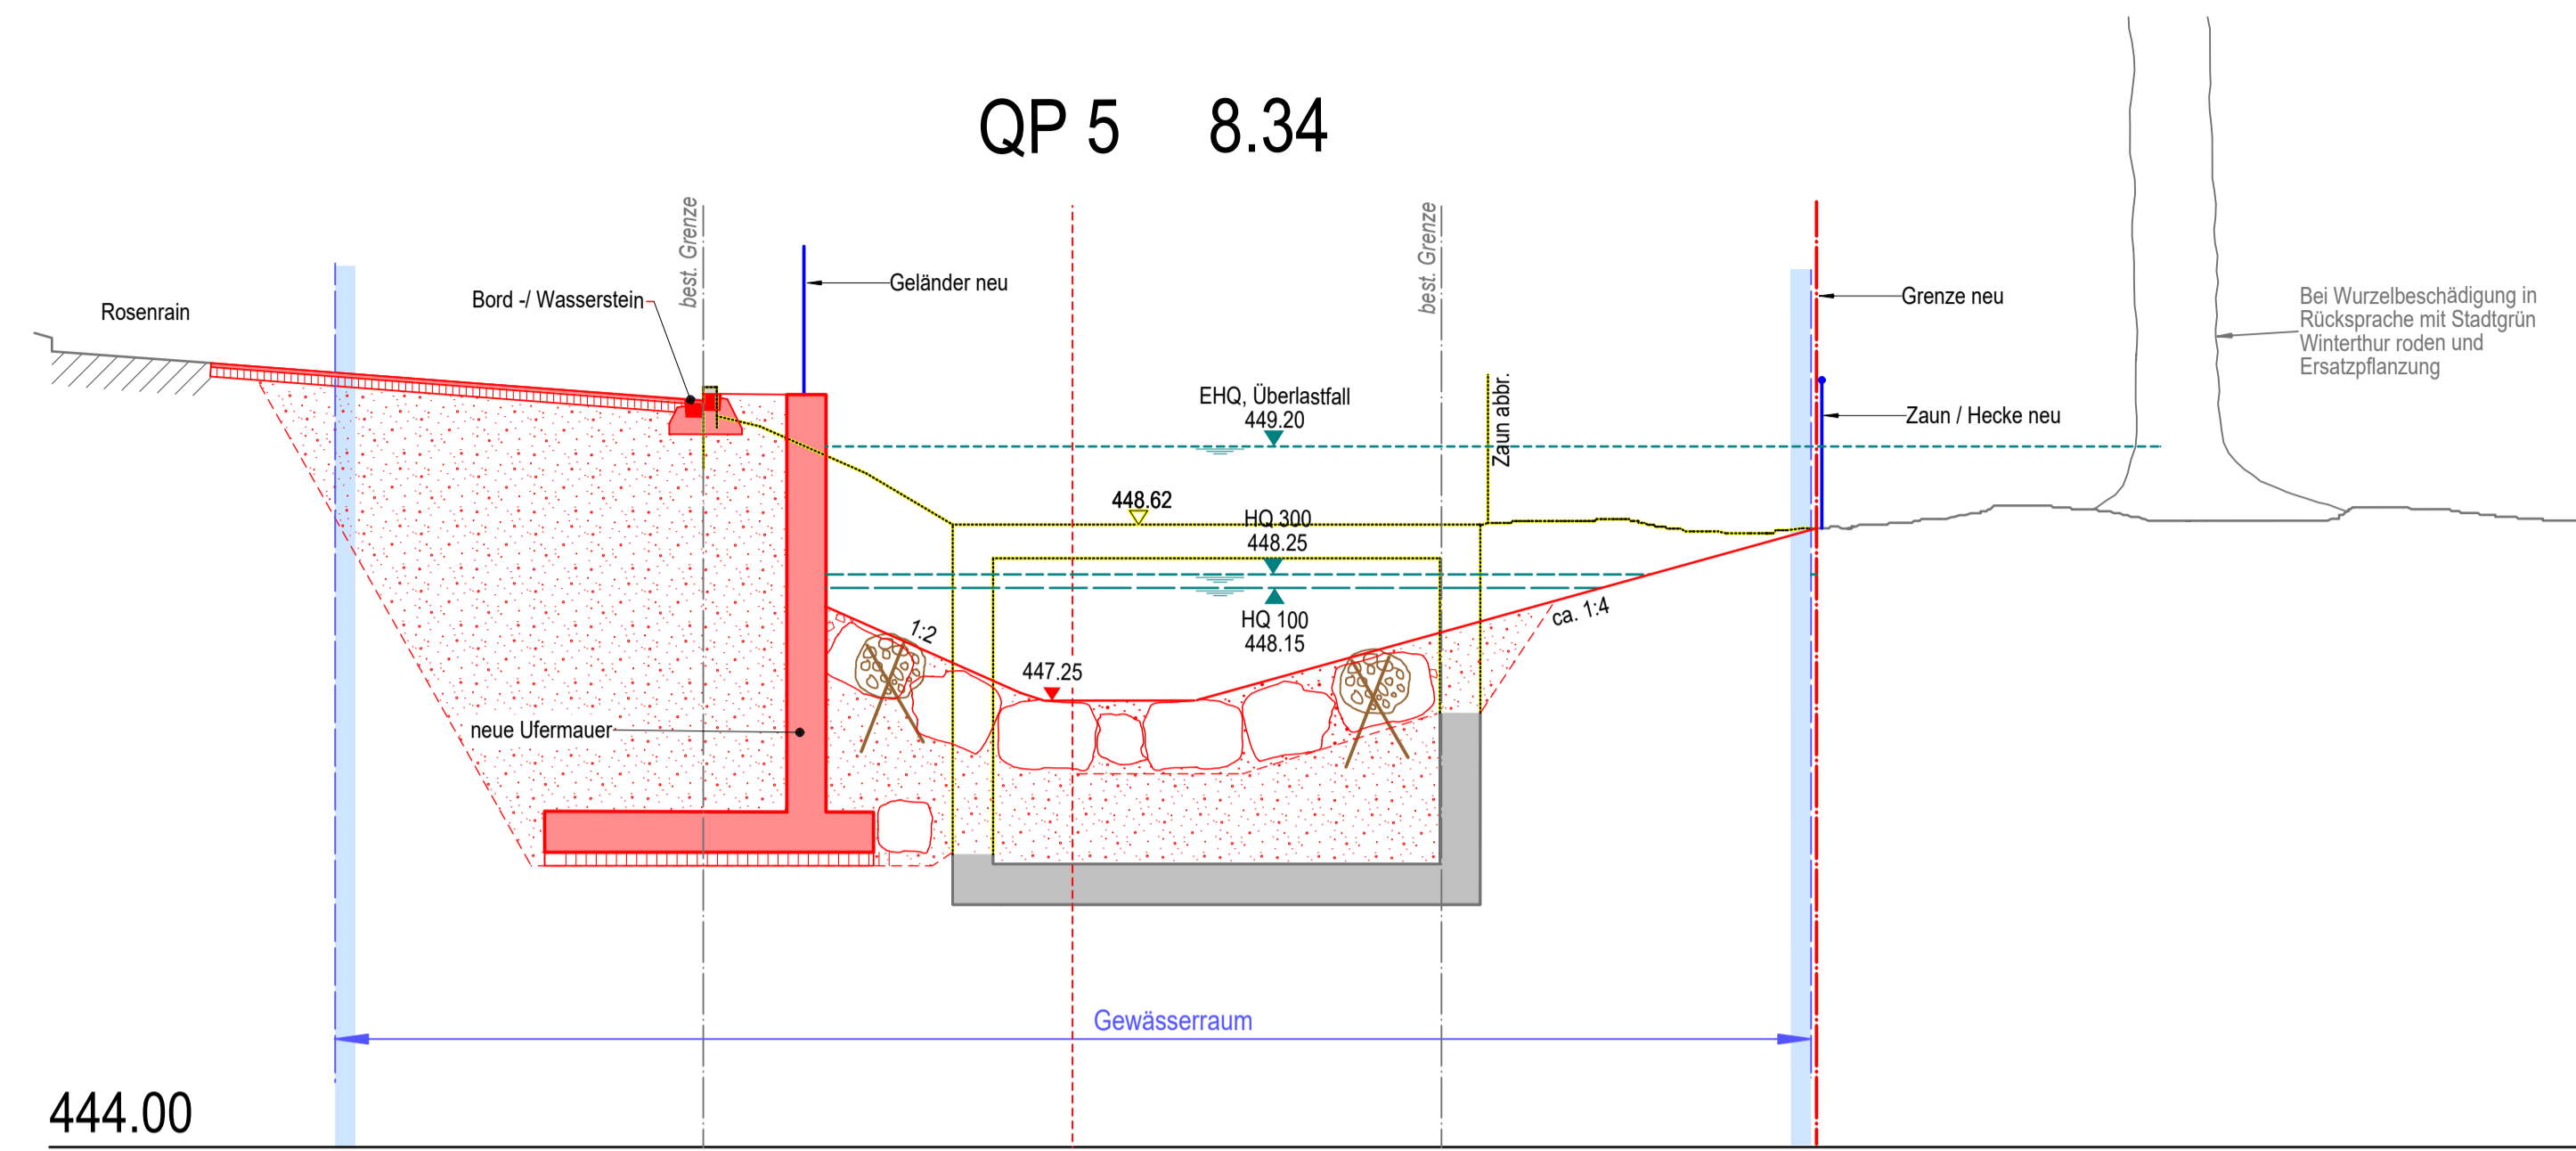 QP 5 8.34
best. Grenze
best. Grenze
Geländer neu
Bord -/ Wasserstein
Rosenrain
Grenze neu
Bei Wurzelbeschädigung in
Rücksprache mit Stadtgrün
Winterthur roden und
Ersatzpflanzung
EHQ, Überlastfall
449.20
Zaun abbr.
Zaun / Hecke neu
448.62
HQ 300
448.25
HQ 100
448.15
ca. 1:4
1:2
447.25
neue Ufermauer
Gewässerraum
444.00